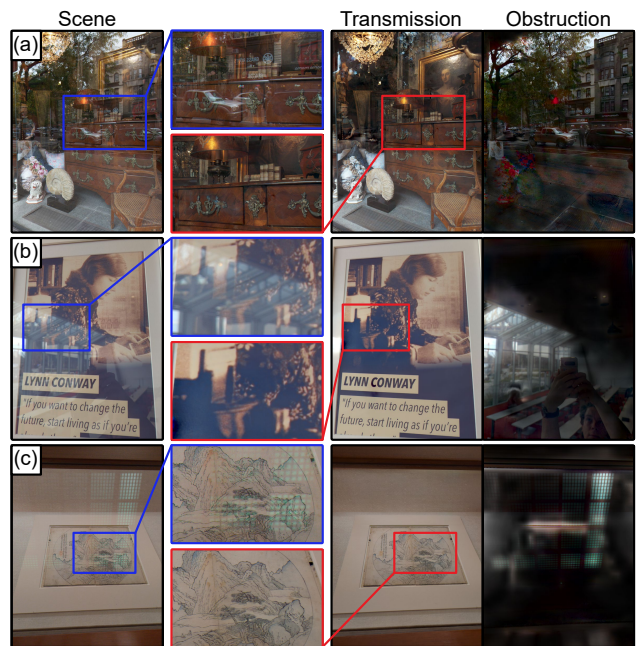 Scene Transmission Obstruction
(a)
(b)
LYNN CONWAY
"If you want to change the
future, start living as if you're
LYNN CONWAY
"If you want to change the
future, start living as if you're
(c)